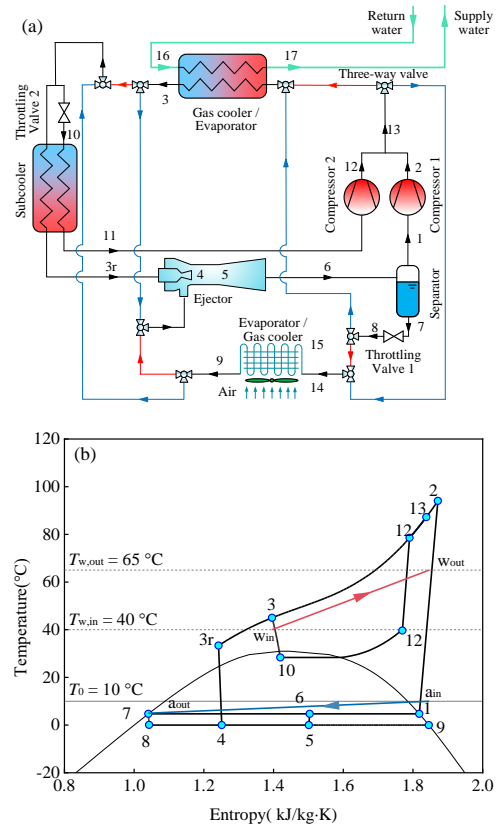 (a)
Return
water
Supply
water
16
17
Three-way valve
3
Gas cooler /
Evaporator
Throttling
Valve 2
10
13
12
2
Subcooler
Compressor 2
Compressor 1
11
1
3r
4
5
6
Ejector
Separator
8
7
Evaporator /
Gas cooler
15
9
Throttling
Valve 1
Air
14
(b)
120
100
80
60
40
20
0
-20
Temperature(°C)
2
13
12
Tw,out = 65 °C
wout
3
Tw,in = 40 °C
win
3r
12
10
T0 = 10 °C
ain
6
aout
7
1
8
4
5
9
0.8
1.0
1.2
1.4
1.6
1.8
2.0
Entropy( kJ/kg·K)